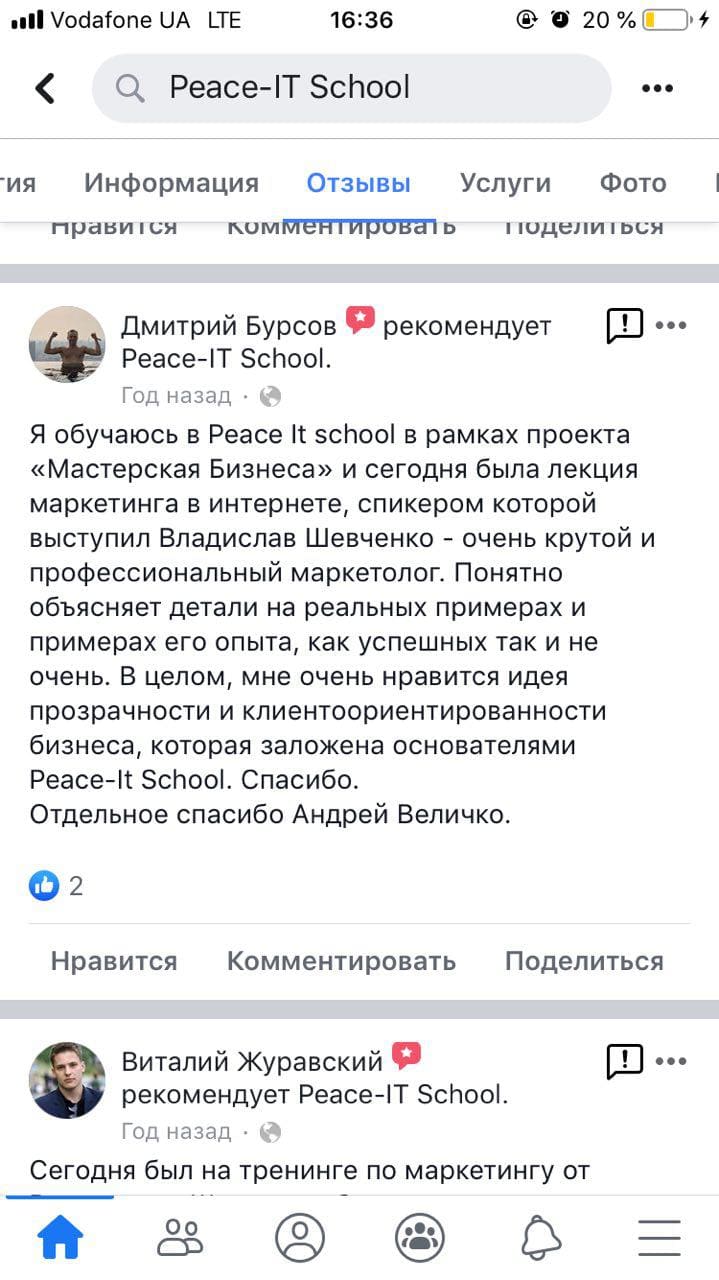 Vodafone UA LTE 16:36 20 %
Peace-IT School
гия Информация Отзывы Услуги Фото
Нравится Комментировать Поделиться
Дмитрий Бурсов рекомендует
Peace-IT School.
Год назад ·
Я обучаюсь в Peace It school в рамках проекта
«Мастерская Бизнеса» и сегодня была лекция
маркетинга в интернете, спикером которой
выступил Владислав Шевченко - очень крутой и
профессиональный маркетолог. Понятно
объясняет детали на реальных примерах и
примерах его опыта, как успешных так и не
очень. В целом, мне очень нравится идея
прозрачности и клиентоориентированности
бизнеса, которая заложена основателями
Peace-It School. Спасибо.
Отдельное спасибо Андрей Величко.
2
Нравится Комментировать Поделиться
Виталий Журавский
рекомендует Peace-IT School.
Год назад ·
Сегодня был на тренинге по маркетингу от